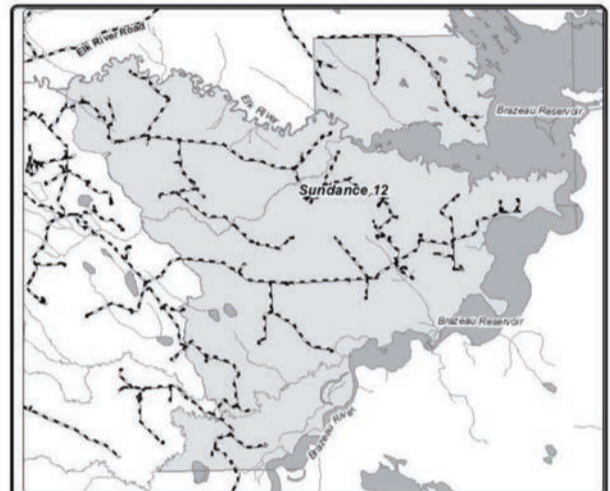 Elk River Road
Elk River
Brazeau Reservoir
Sundance 12
Brazeau Reservoir
Brazeau River